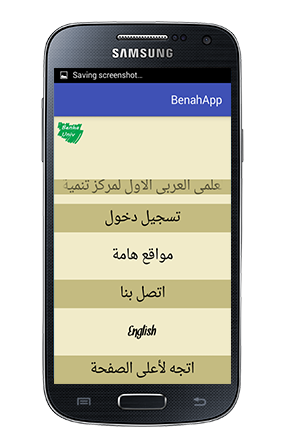 SAMSUNG
Saving screenshot...
BenahApp
Benha
Univ
علمى العربى الاول لمركز تنمية
تسجيل دخول
مواقع هامة
اتصل بنا
English
اتجه لأعلى الصفحة